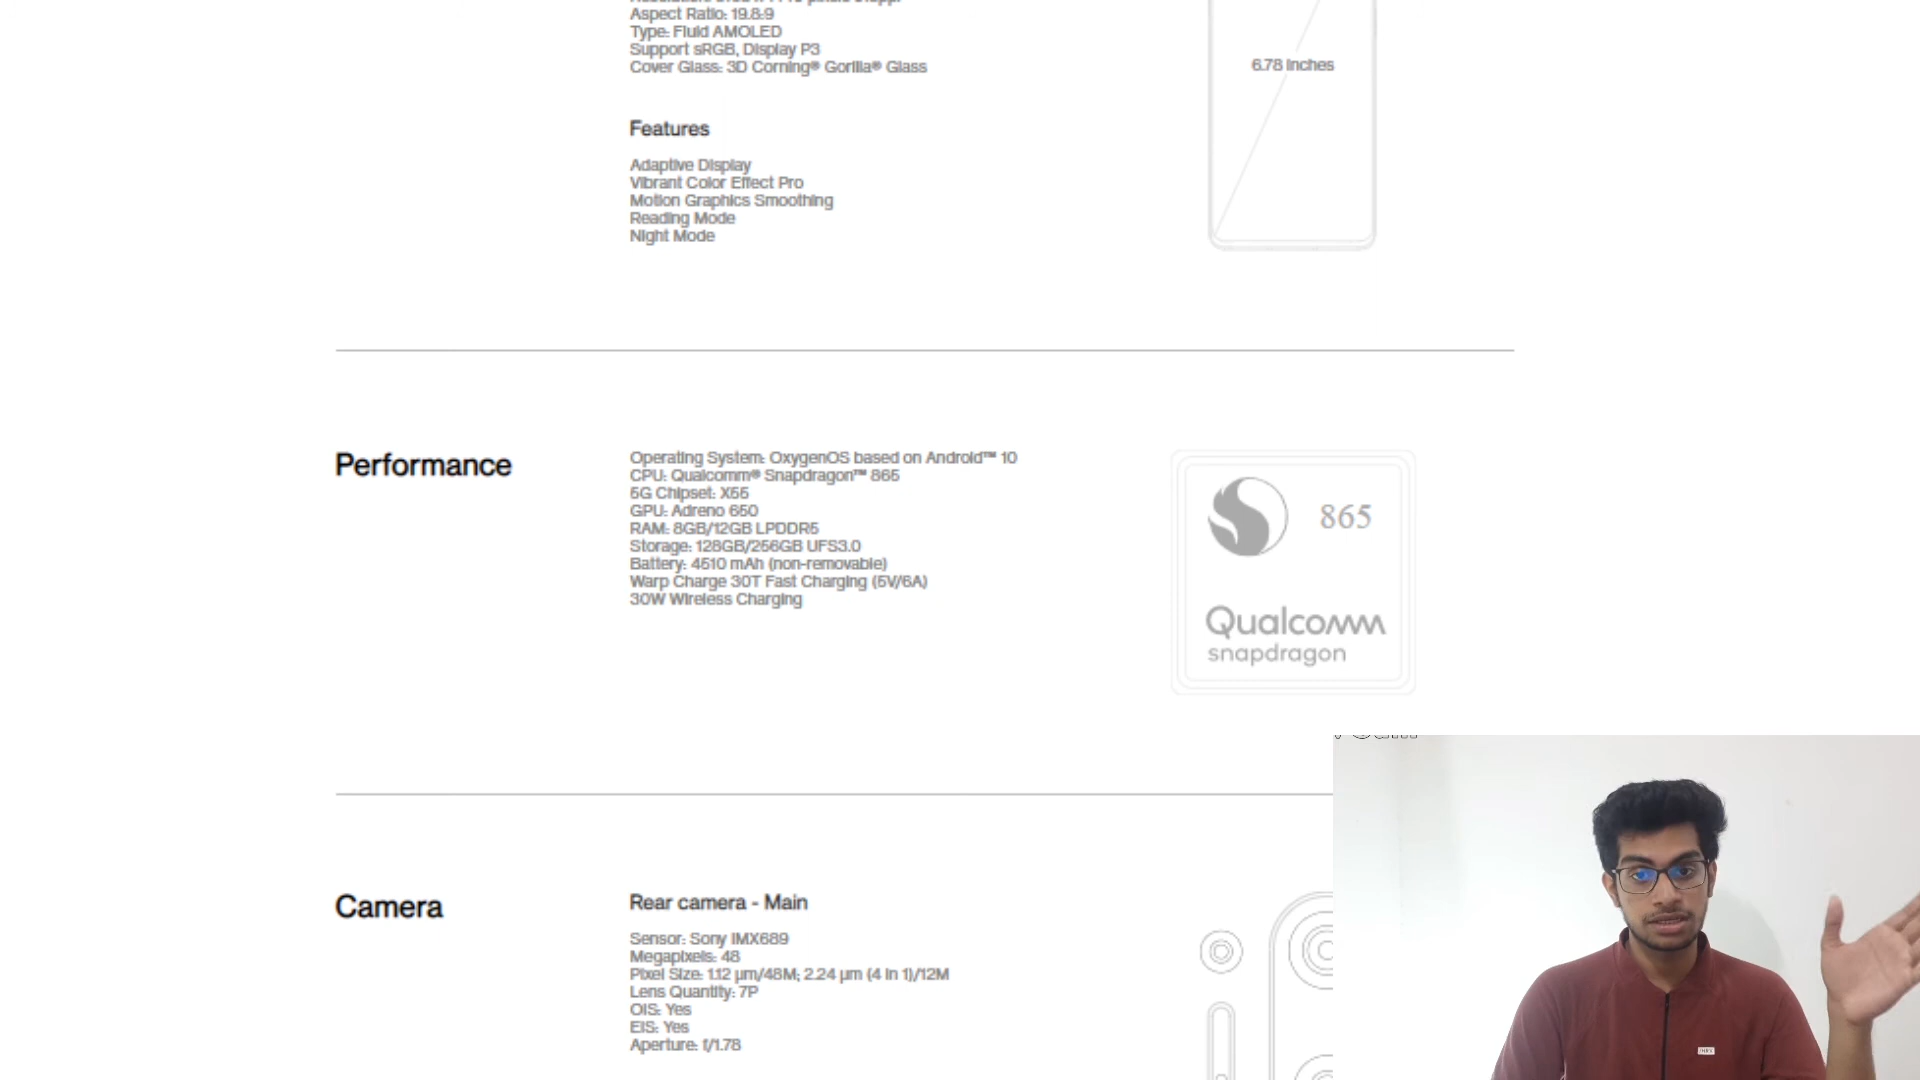 Aspect Ratio: 19.8:9
Type: Fluid AMOLED
Support sRGB, Display P3
Cover Glass: 3D Corning® Gorilla® Glass
6.78 inches
Features
Adaptive Display
Vibrant Color Effect Pro
Motion Graphics Smoothing
Reading Mode
Night Mode
Performance
Operating System: OxygenOS based on Android™ 10
CPU: Qualcomm® Snapdragon™ 865
5G Chipset: X55
GPU: Adreno 650
RAM: 8GB/12GB LPDDR5
Storage: 128GB/256GB UFS3.0
Battery: 4510 mAh (non-removable)
Warp Charge 30T Fast Charging (5V/6A)
30W Wireless Charging
865
Qualcomm
snapdragon
Camera
Rear camera - Main
Sensor: Sony IMX689
Megapixels: 48
Pixel Size: 1.12 μm/48M; 2.24 μm (4 in 1)/12M
Lens Quantity: 7P
OIS: Yes
EIS: Yes
Aperture: f/1.78